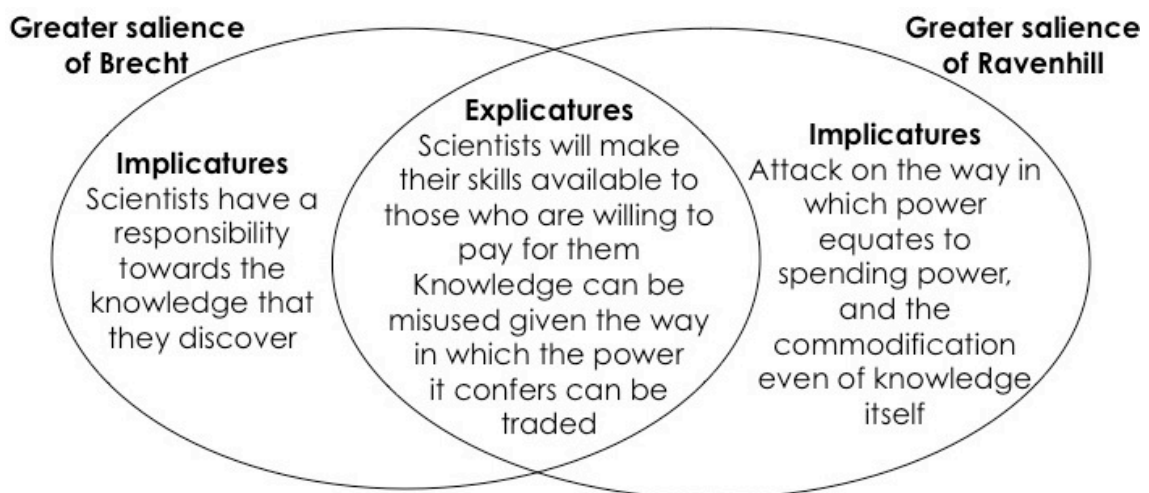 Greater salience
of Brecht
Greater salience
of Ravenhill
Implicatures
Scientists have a
responsibility
towards the
knowledge that
they discover
Explicatures
Scientists will make
their skills available to
those who are willing to
pay for them
Knowledge can be
misused given the way
in which the power
it confers can be
traded
Implicatures
Attack on the way in
which power
equates to
spending power,
and the
commodification
even of knowledge
itself